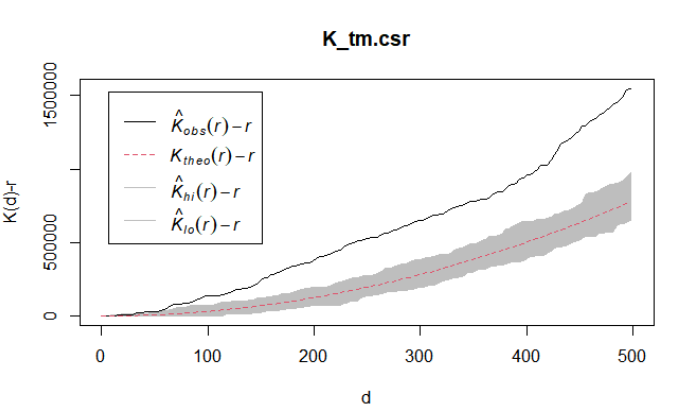 K_tm.csr
K̂obs(r) − r
Ktheo(r) − r
K̂hi(r) − r
K̂lo(r) − r
K(d)-r
1500000
500000
0
0 100 200 300 400 500
d